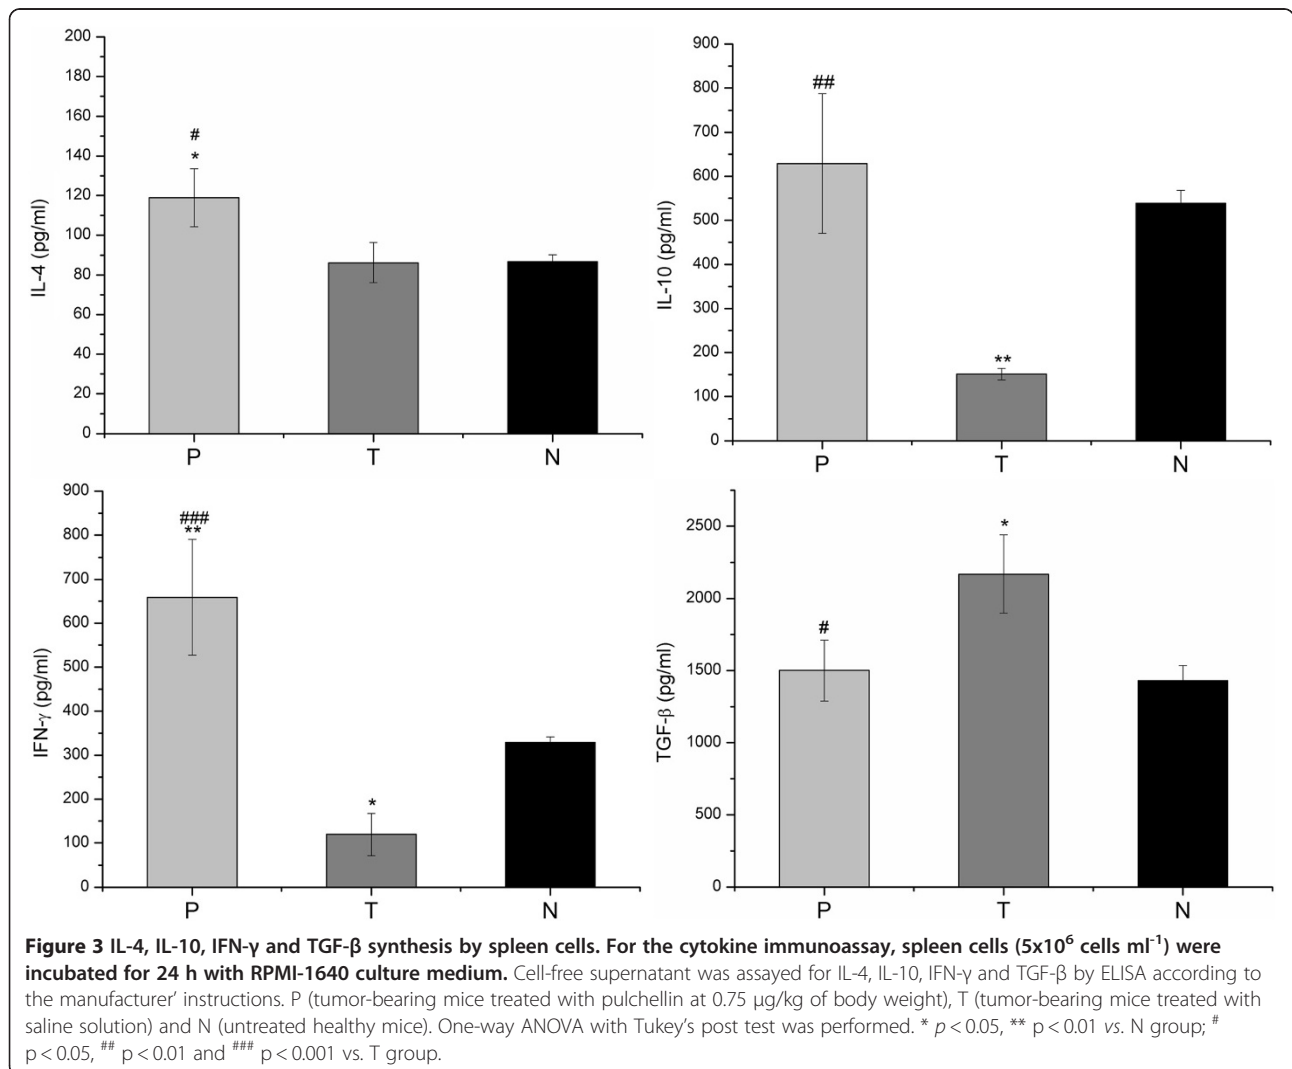 200
180
160
140
120
100
80
60
40
20
0
IL-4 (pg/ml)
#
*
P
T
N
900
800
700
600
500
400
300
200
100
0
IL-10 (pg/ml)
##
**
P
T
N
900
800
700
600
500
400
300
200
100
0
IFN-γ (pg/ml)
###
**
*
P
T
N
2500
2000
1500
1000
500
0
TGF-β (pg/ml)
#
*
P
T
N
Figure 3 IL-4, IL-10, IFN-γ and TGF-β synthesis by spleen cells. For the cytokine immunoassay, spleen cells (5x10⁶ cells ml⁻¹) were
incubated for 24 h with RPMI-1640 culture medium. Cell-free supernatant was assayed for IL-4, IL-10, IFN-γ and TGF-β by ELISA according to
the manufacturer’ instructions. P (tumor-bearing mice treated with pulchellin at 0.75 μg/kg of body weight), T (tumor-bearing mice treated with
saline solution) and N (untreated healthy mice). One-way ANOVA with Tukey’s post test was performed. * p < 0.05, ** p < 0.01 vs. N group; #
p < 0.05, ## p < 0.01 and ### p < 0.001 vs. T group.